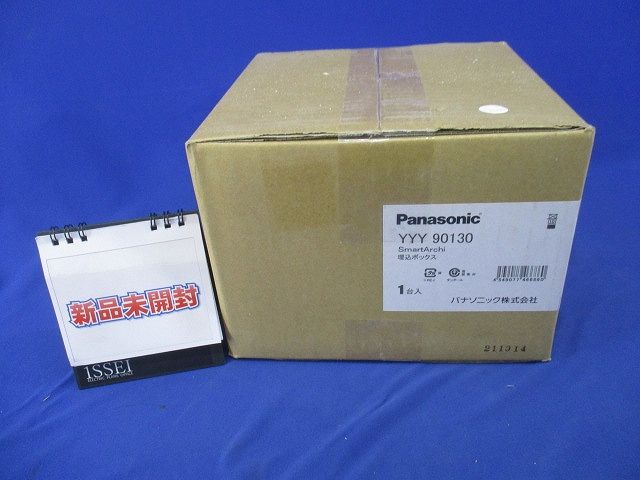 Panasonic
YYY 90130
SmartArchi
埋込ボックス
1台入
パナソニック株式会社
211014
新品未開封
ISSEI